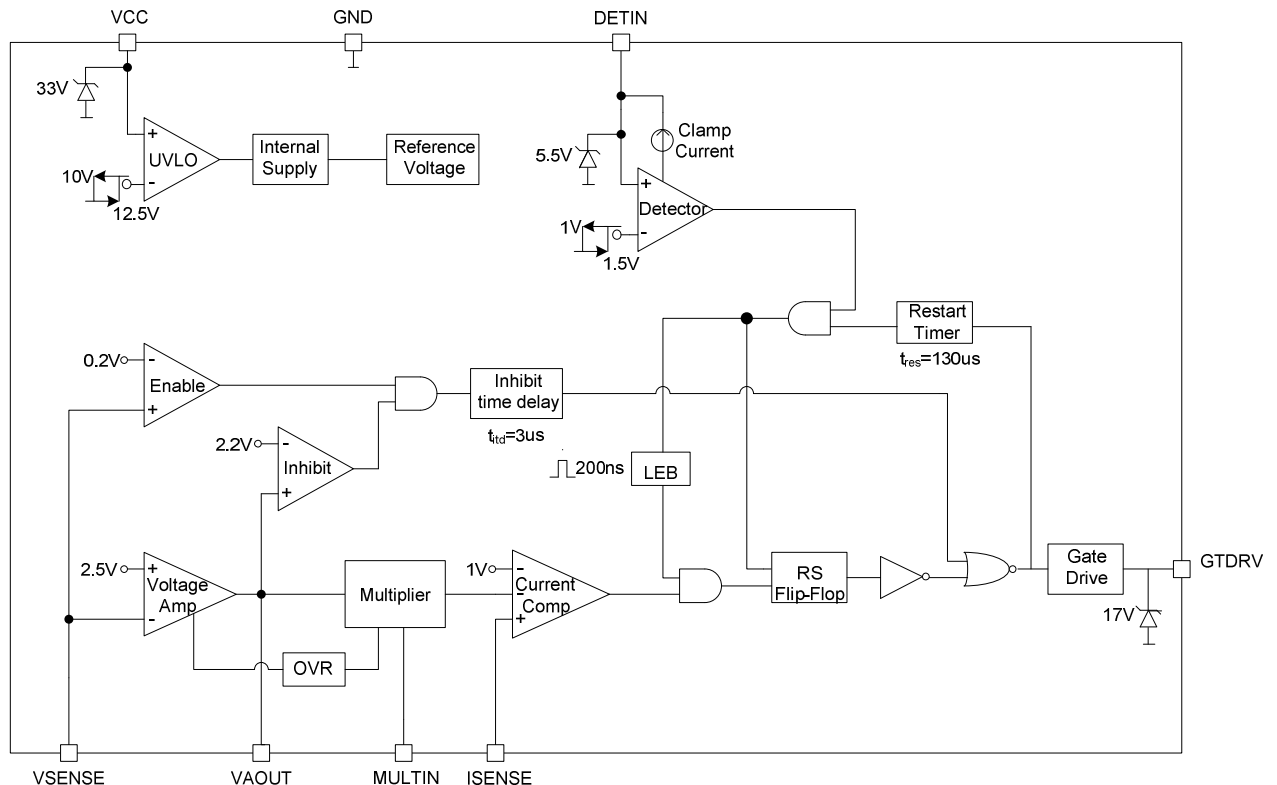 VCC
GND
DETIN
33V
+
UVLO
-
10V
12.5V
Internal
Supply
Reference
Voltage
5.5V
Clamp
Current
+
Detector
-
1V
1.5V
Restart
Timer
tres=130us
0.2V
-
Enable
+
Inhibit
time delay
titd=3us
2.2V
-
Inhibit
+
200ns
LEB
2.5V
+
Voltage
Amp
-
Multiplier
OVR
1V
-
Current
Comp
-
+
RS
Flip-Flop
Gate
Drive
GTDRV
17V
VSENSE
VAOUT
MULTIN
ISENSE